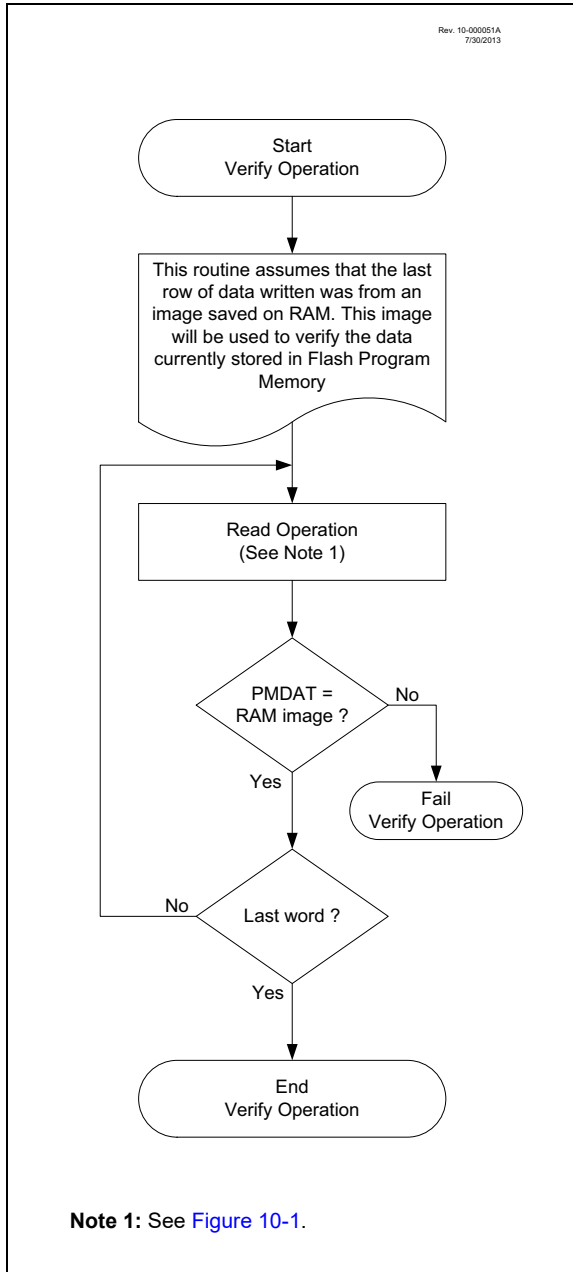 Rev. 10-000051A
7/30/2013
Start
Verify Operation
This routine assumes that the last
row of data written was from an
image saved on RAM. This image
will be used to verify the data
currently stored in Flash Program
Memory
Read Operation
(See Note 1)
PMDAT =
RAM image ?
No
Yes
Fail
Verify Operation
Last word ?
No
Yes
End
Verify Operation
Note 1: See Figure 10-1.